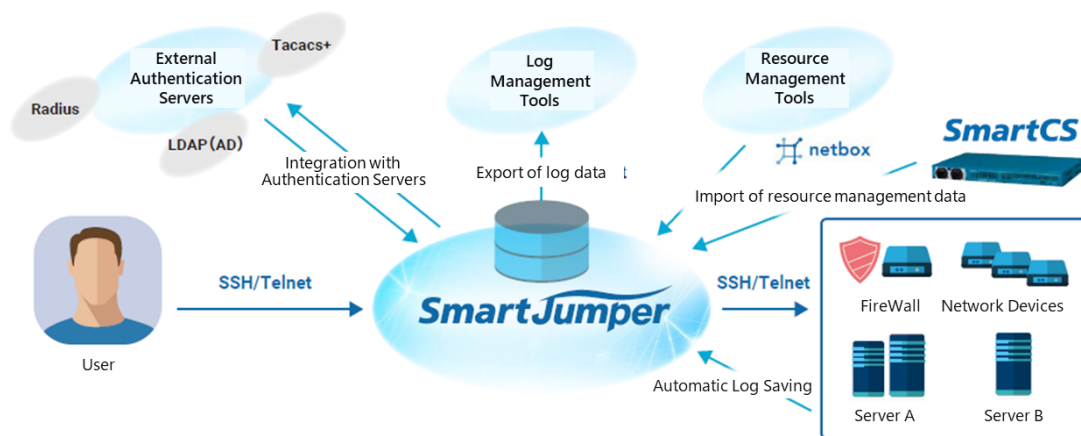 External
Authentication
Servers
Tacacs+
Radius
LDAP(AD)
Log
Management
Tools
Resource
Management
Tools
netbox
SmartCS
Integration with
Authentication Servers
Export of log data
Import of resource management data
SSH/Telnet
SmartJumper
SSH/Telnet
FireWall
Network Devices
User
Automatic Log Saving
Server A
Server B